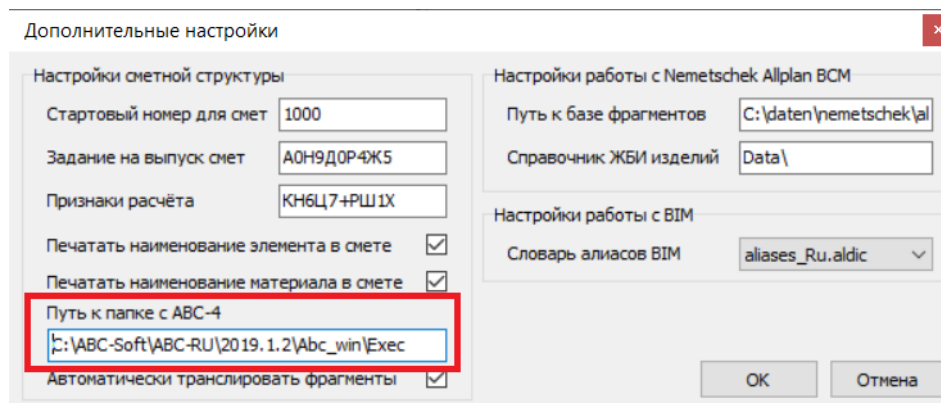 Дополнительные настройки
Настройки сметной структуры
Стартовый номер для смет 1000
Задание на выпуск смет А0Н9Д0Р4Ж5
Признаки расчёта КН6Ц7+РШ1Х
Печатать наименование элемента в смете
Печатать наименование материала в смете
Путь к папке с АВС-4
C:\ABC-Soft\ABC-RU\2019.1.2\Abc_win\Exec
Автоматически транслировать фрагменты
Настройки работы с Nemetschek Allplan BCM
Путь к базе фрагментов C:\daten\nemetschek\al
Справочник ЖБИ изделий Data\
Настройки работы с BIM
Словарь алиасов BIM aliases_Ru.aldic
OK Отмена